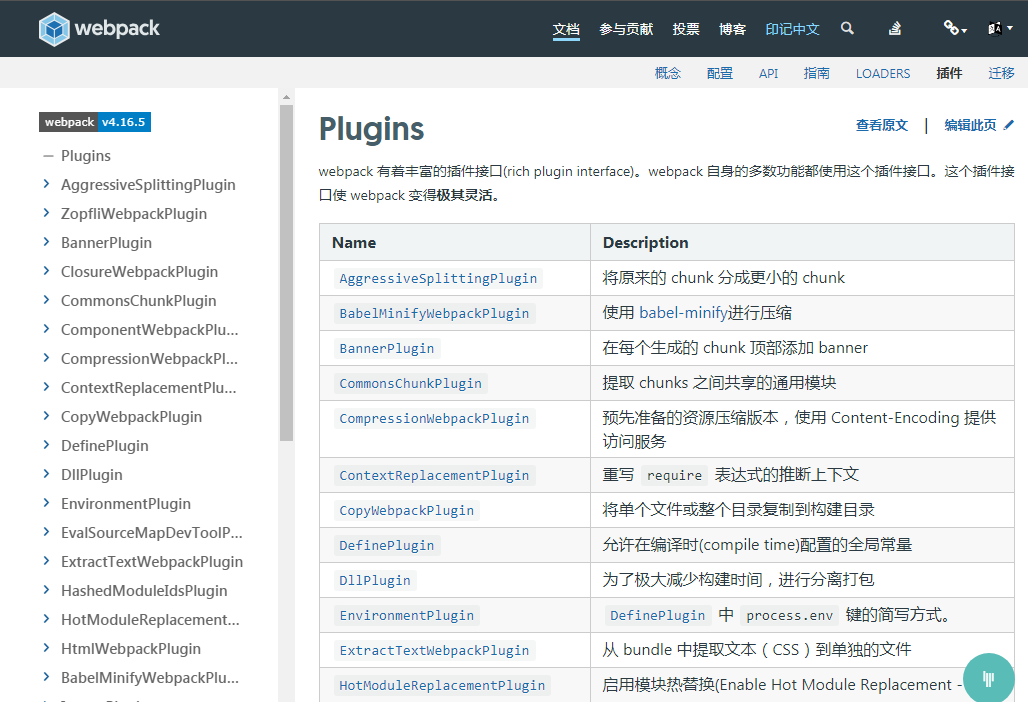 webpack
文档 参与贡献 投票 博客 印记中文
概念 配置 API 指南 LOADERS 插件 迁移
webpack v4.16.5
Plugins
AggressiveSplittingPlugin
ZopfliWebpackPlugin
BannerPlugin
ClosureWebpackPlugin
CommonsChunkPlugin
ComponentWebpackPlu...
CompressionWebpackPl...
ContextReplacementPlu...
CopyWebpackPlugin
DefinePlugin
DllPlugin
EnvironmentPlugin
EvalSourceMapDevToolP...
ExtractTextWebpackPlugin
HashedModuleIdsPlugin
HotModuleReplacement...
HtmlWebpackPlugin
BabelMinifyWebpackPlu...
Plugins
查看原文 | 编辑此页
webpack 有着丰富的插件接口(rich plugin interface)。webpack 自身的多数功能都使用这个插件接口。这个插件接
口使 webpack 变得极其灵活。
Name Description
AggressiveSplittingPlugin 将原来的 chunk 分成更小的 chunk
BabelMinifyWebpackPlugin 使用 babel-minify进行压缩
BannerPlugin 在每个生成的 chunk 顶部添加 banner
CommonsChunkPlugin 提取 chunks 之间共享的通用模块
CompressionWebpackPlugin 预先准备的资源压缩版本，使用 Content-Encoding 提供
访问服务
ContextReplacementPlugin 重写 require 表达式的推断上下文
CopyWebpackPlugin 将单个文件或整个目录复制到构建目录
DefinePlugin 允许在编译时(compile time)配置的全局常量
DllPlugin 为了极大减少构建时间，进行分离打包
EnvironmentPlugin DefinePlugin 中 process.env 键的简写方式。
ExtractTextWebpackPlugin 从 bundle 中提取文本（CSS）到单独的文件
HotModuleReplacementPlugin 启用模块热替换(Enable Hot Module Replacement -